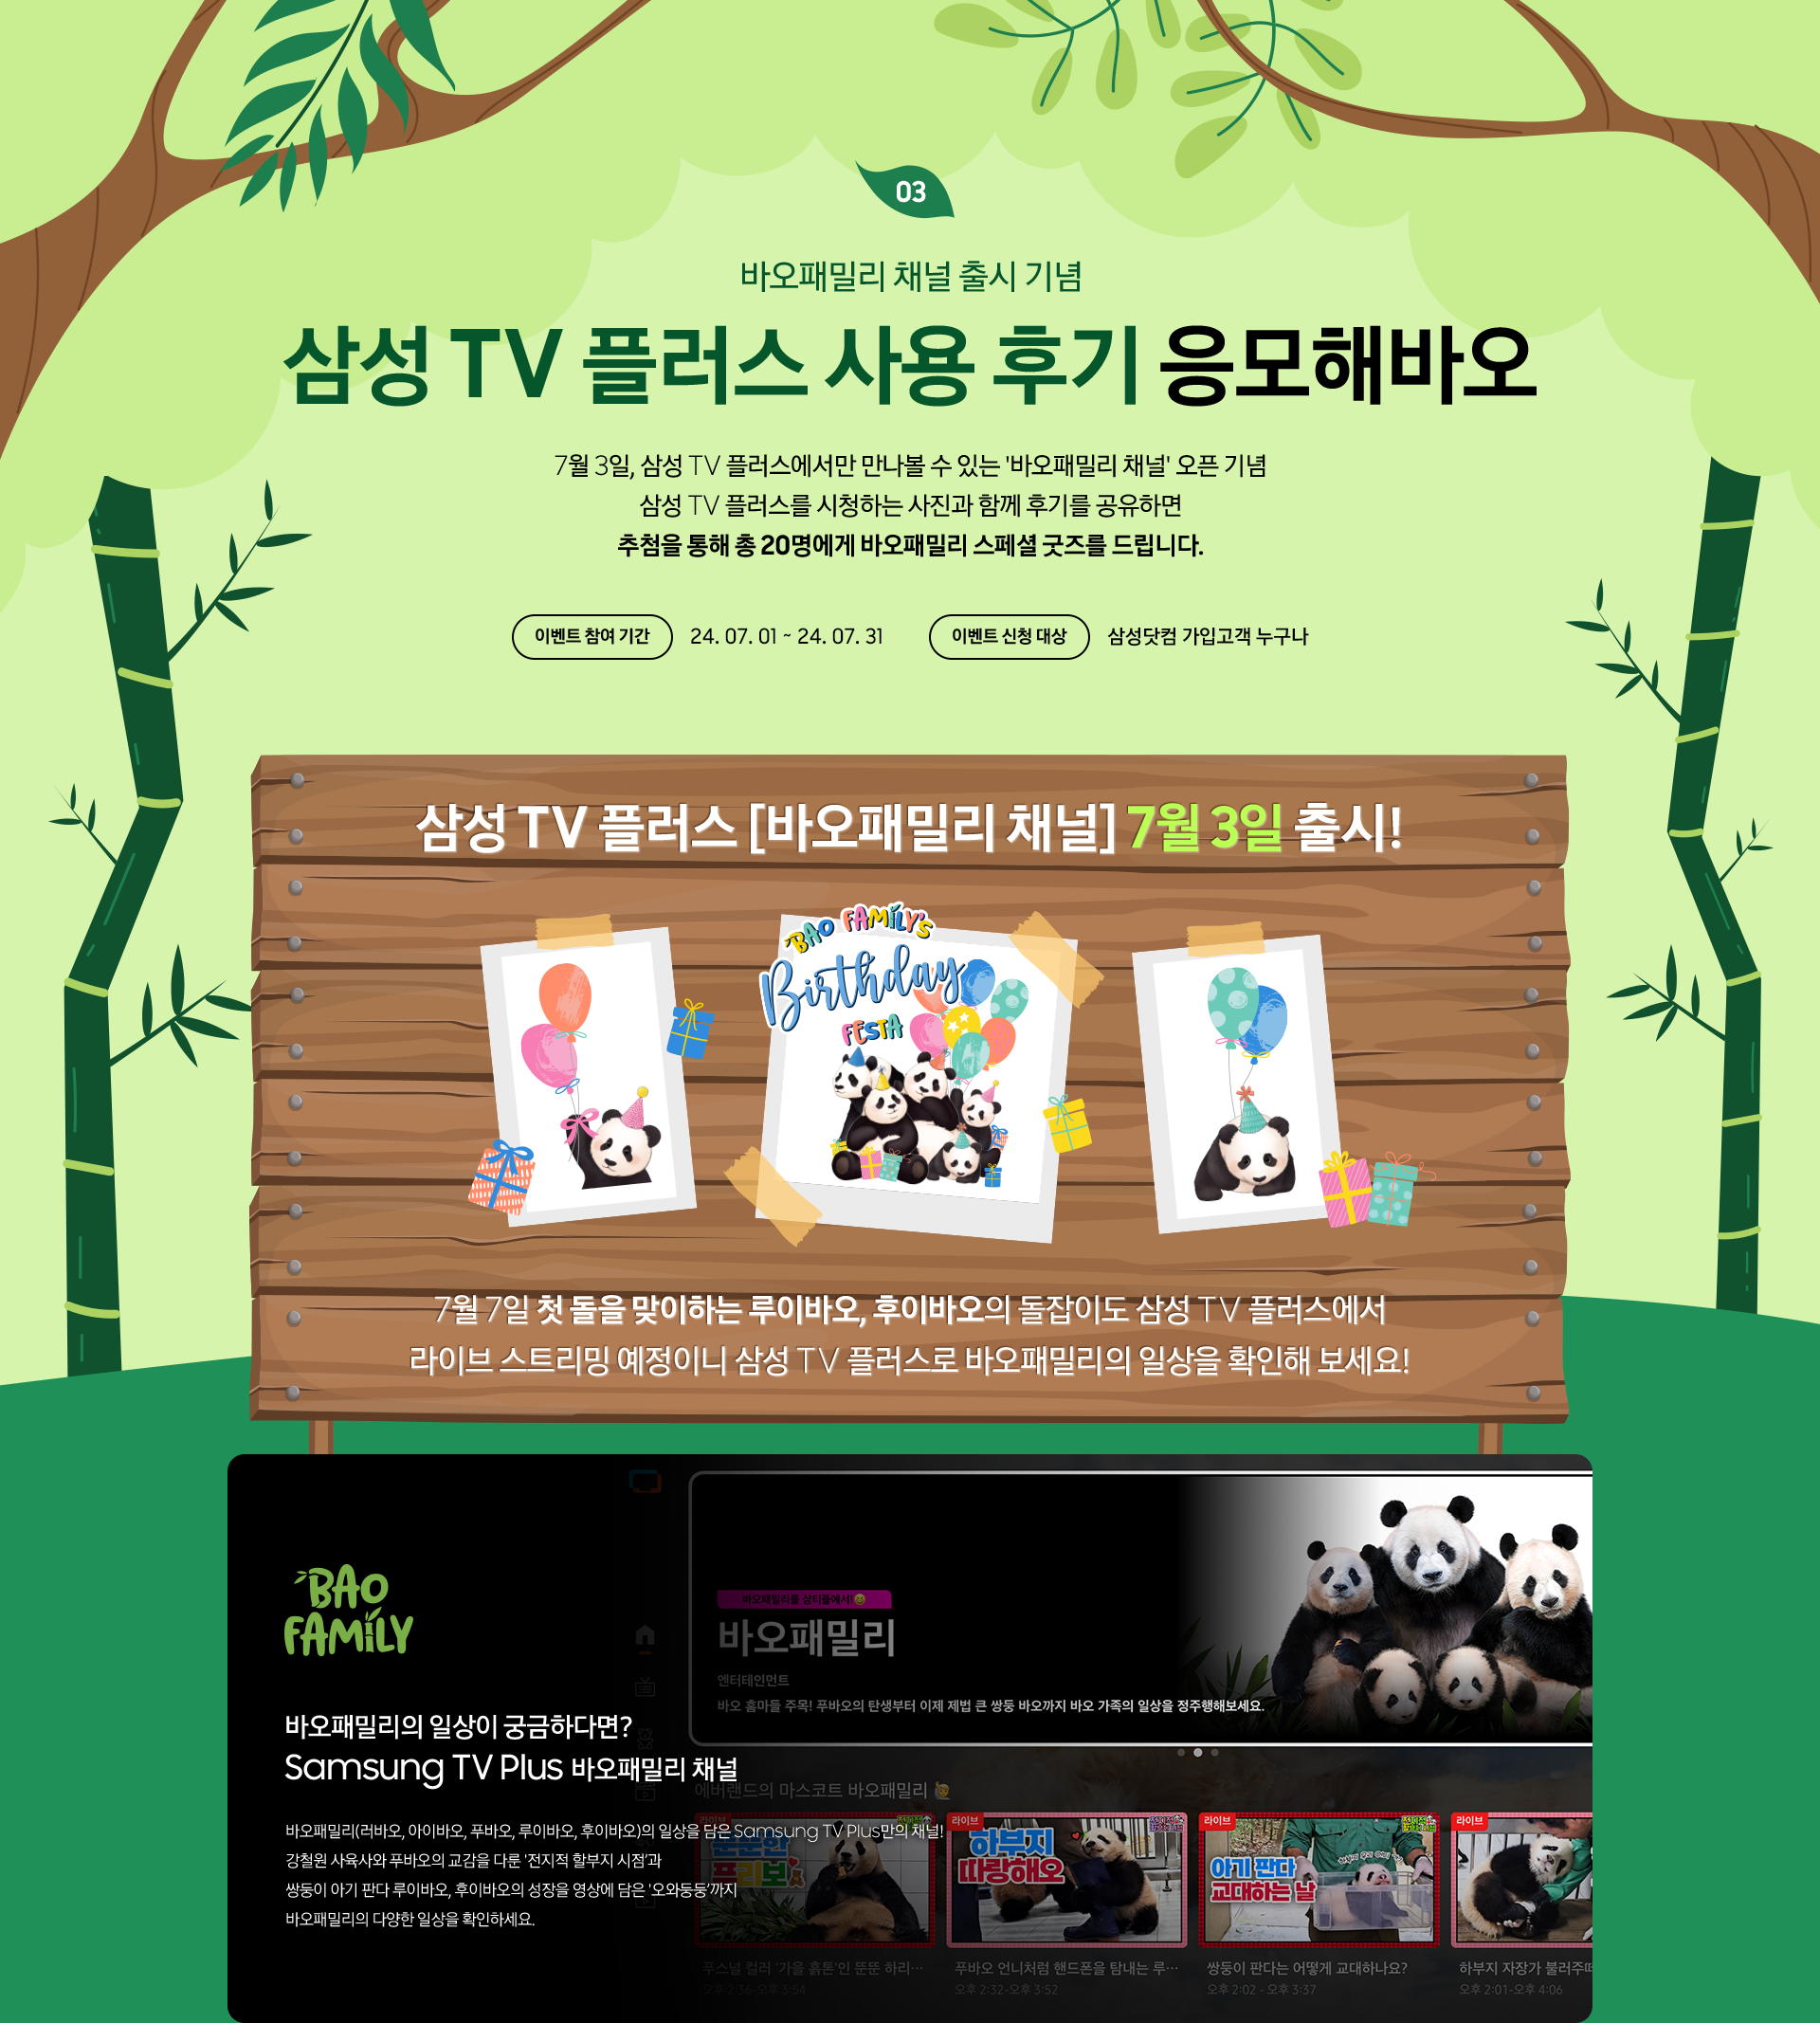 03
바오패밀리 채널 출시 기념
삼성 TV 플러스 사용 후기 응모해바오
7월 3일, 삼성 TV 플러스에서만 만나볼 수 있는 '바오패밀리 채널' 오픈 기념
삼성 TV 플러스를 시청하는 사진과 함께 후기를 공유하면
추첨을 통해 총 20명에게 바오패밀리 스페셜 굿즈를 드립니다.
이벤트 참여 기간 24. 07. 01 ~ 24. 07. 31 이벤트 신청 대상 삼성닷컴 가입고객 누구나
삼성 TV 플러스 [바오패밀리 채널] 7월 3일 출시!
BAO FAMILY'S
Birthday
FESTA
7월 7일 첫 돌을 맞이하는 루이바오, 후이바오의 돌잡이도 삼성 TV 플러스에서
라이브 스트리밍 예정이니 삼성 TV 플러스로 바오패밀리의 일상을 확인해 보세요!
BAO
FAMILY
바오패밀리의 일상이 궁금하다면?
Samsung TV Plus 바오패밀리 채널
바오패밀리(러바오, 아이바오, 푸바오, 루이바오, 후이바오)의 일상을 담은 Samsung TV Plus만의 채널!
강철원 사육사와 푸바오의 교감을 다룬 '전지적 할부지 시점'과
쌍둥이 아기 판다 루이바오, 후이바오의 성장을 영상에 담은 '오와둥둥'까지
바오패밀리의 다양한 일상을 확인하세요.
바오패밀리를 삼티플에서!
바오패밀리
엔터테인먼트
바오 홈마들 주목! 푸바오의 탄생부터 이제 제법 큰 쌍둥 바오까지 바오 가족의 일상을 정주행해보세요.
에버랜드의 마스코트 바오패밀리
라이브
뚠뚠한
푸리보
푸스널 컬러 '가을 흙톤'인 뚠뚠 하리…
오후 2:36-오후 3:54
라이브
하부지
따랑해오
푸바오 언니처럼 핸드폰을 탐내는 루…
오후 2:32-오후 3:52
라이브
아기 판다
교대하는 날
쌍둥이 판다는 어떻게 교대하나요?
오후 2:02 - 오후 3:37
라이브
하부지 자장가 불러주
오후 2:01-오후 4:06